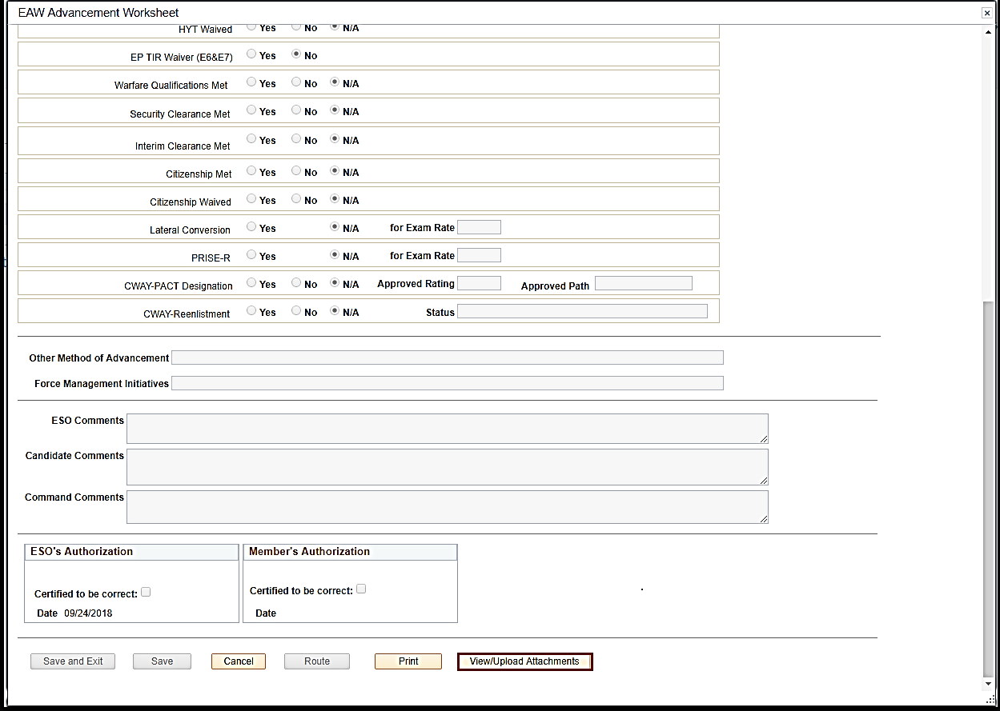 EAW Advancement Worksheet
HYT Waived Yes No N/A
EP TIR Waiver (E6&E7) Yes No
Warfare Qualifications Met Yes No N/A
Security Clearance Met Yes No N/A
Interim Clearance Met Yes No N/A
Citizenship Met Yes No N/A
Citizenship Waived Yes No N/A
Lateral Conversion Yes N/A for Exam Rate
PRISE-R Yes N/A for Exam Rate
CWAY-PACT Designation Yes No N/A Approved Rating Approved Path
CWAY-Reenlistment Yes No N/A Status
Other Method of Advancement
Force Management Initiatives
ESO Comments
Candidate Comments
Command Comments
ESO's Authorization Member's Authorization
Certified to be correct: Certified to be correct:
Date 09/24/2018 Date
Save and Exit Save Cancel Route Print View/Upload Attachments